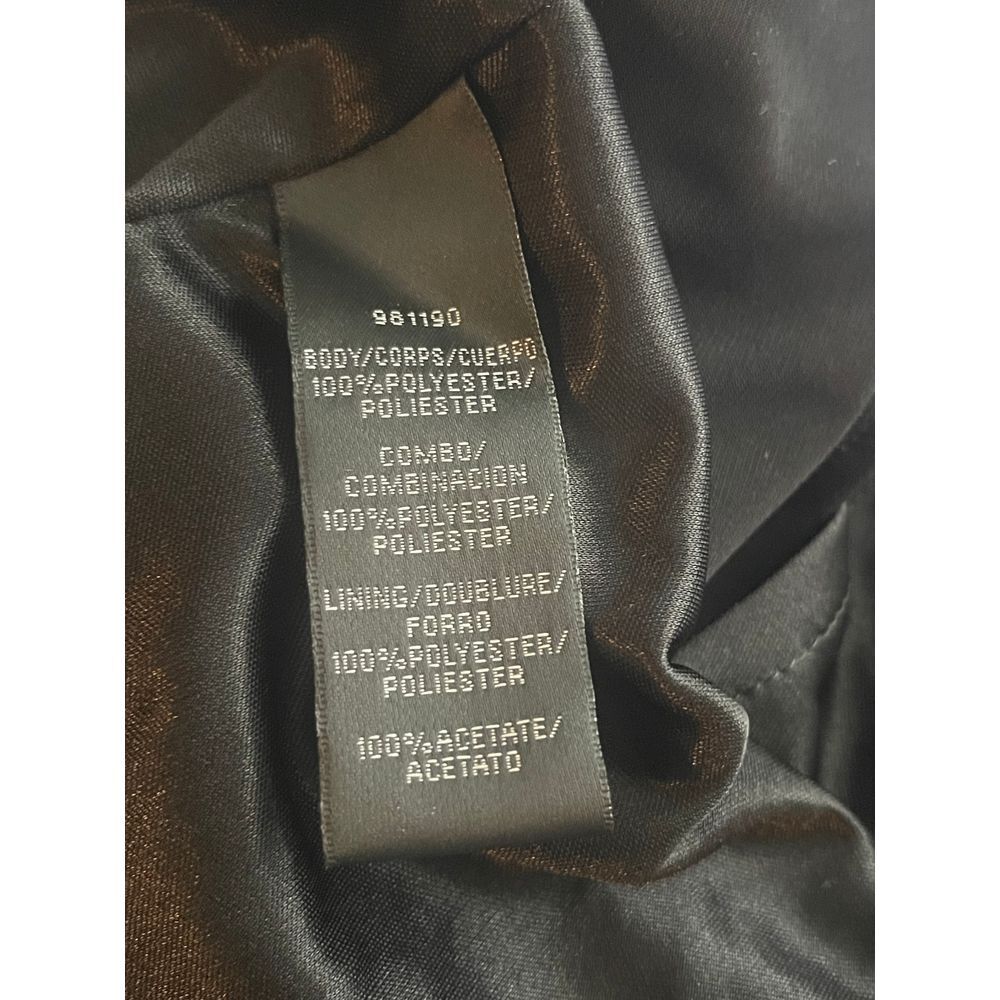 981190
BODY/CORPS/CUERPO
100%POLYESTER/
POLIESTER
COMBO/
COMBINACION
100%POLYESTER/
POLIESTER
LINING/DOUBLURE/
FORRO
100%POLYESTER/
POLIESTER
100%ACETATE/
ACETATO